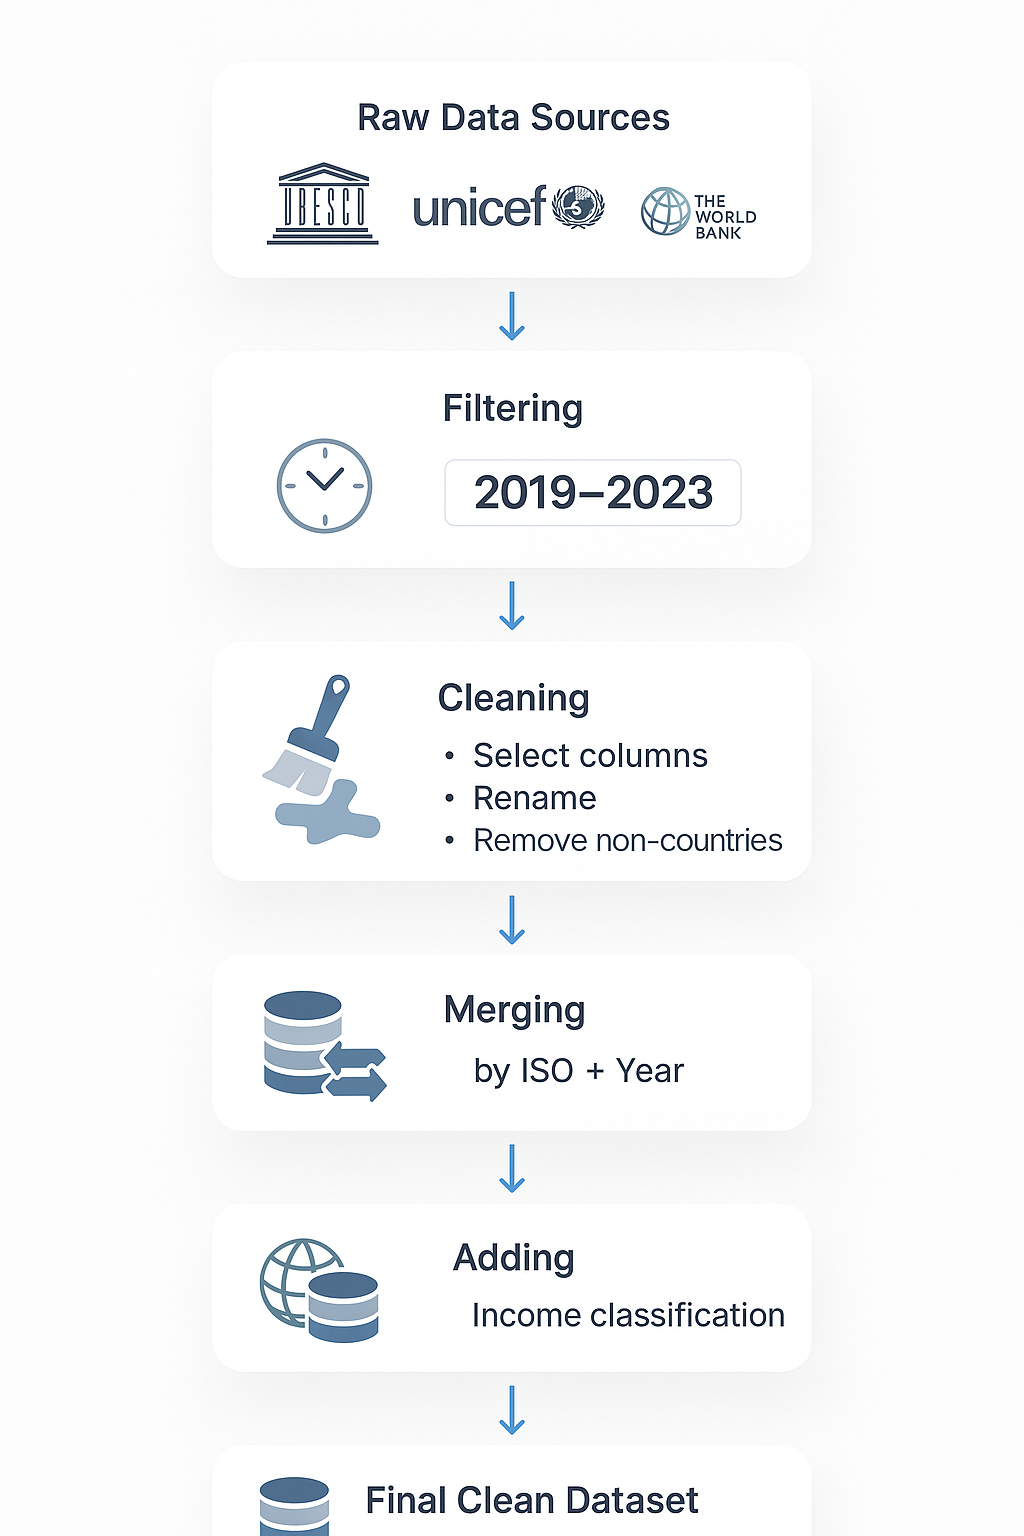 Raw Data Sources
UBESCO
unicef
THE
WORLD
BANK
Filtering
2019–2023
Cleaning
• Select columns
• Rename
• Remove non-countries
Merging
by ISO + Year
Adding
Income classification
Final Clean Dataset